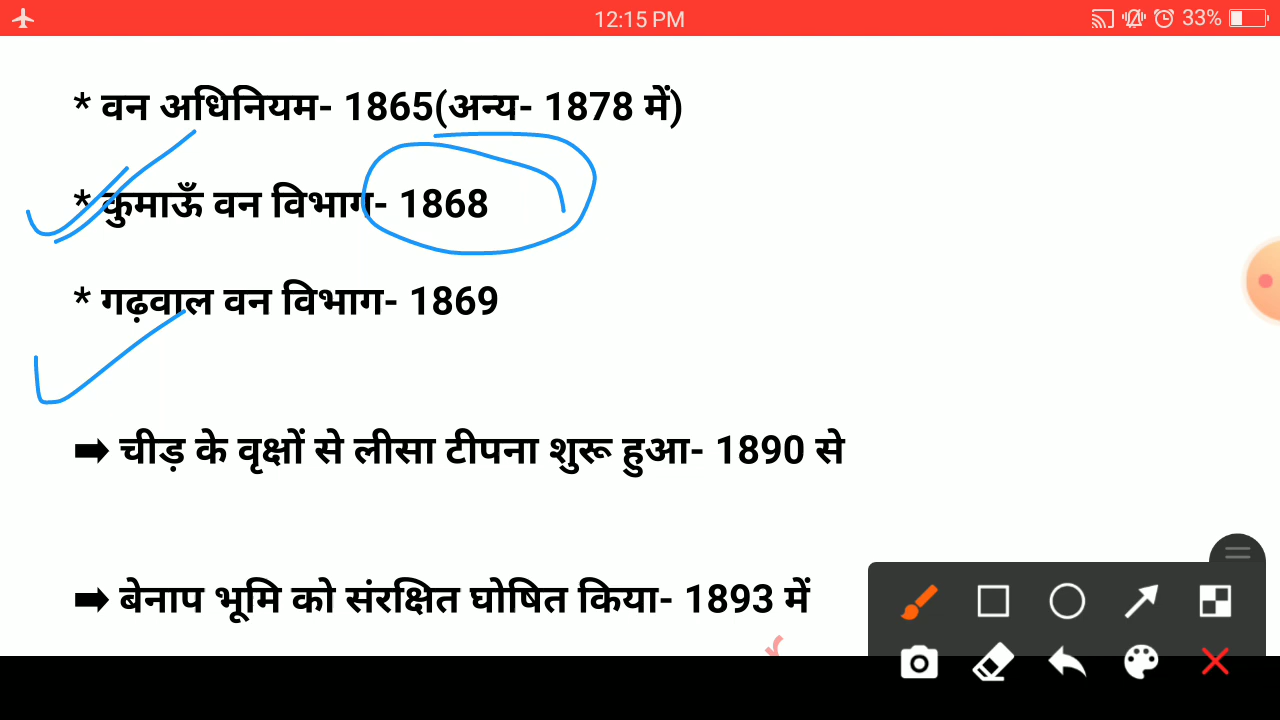 12:15 PM
33%
* वन अधिनियम- 1865(अन्य- 1878 में)
* कुमाऊँ वन विभाग- 1868
* गढ़वाल वन विभाग- 1869
➡ चीड़ के वृक्षों से लीसा टीपना शुरू हुआ- 1890 से
➡ बेनाप भूमि को संरक्षित घोषित किया- 1893 में